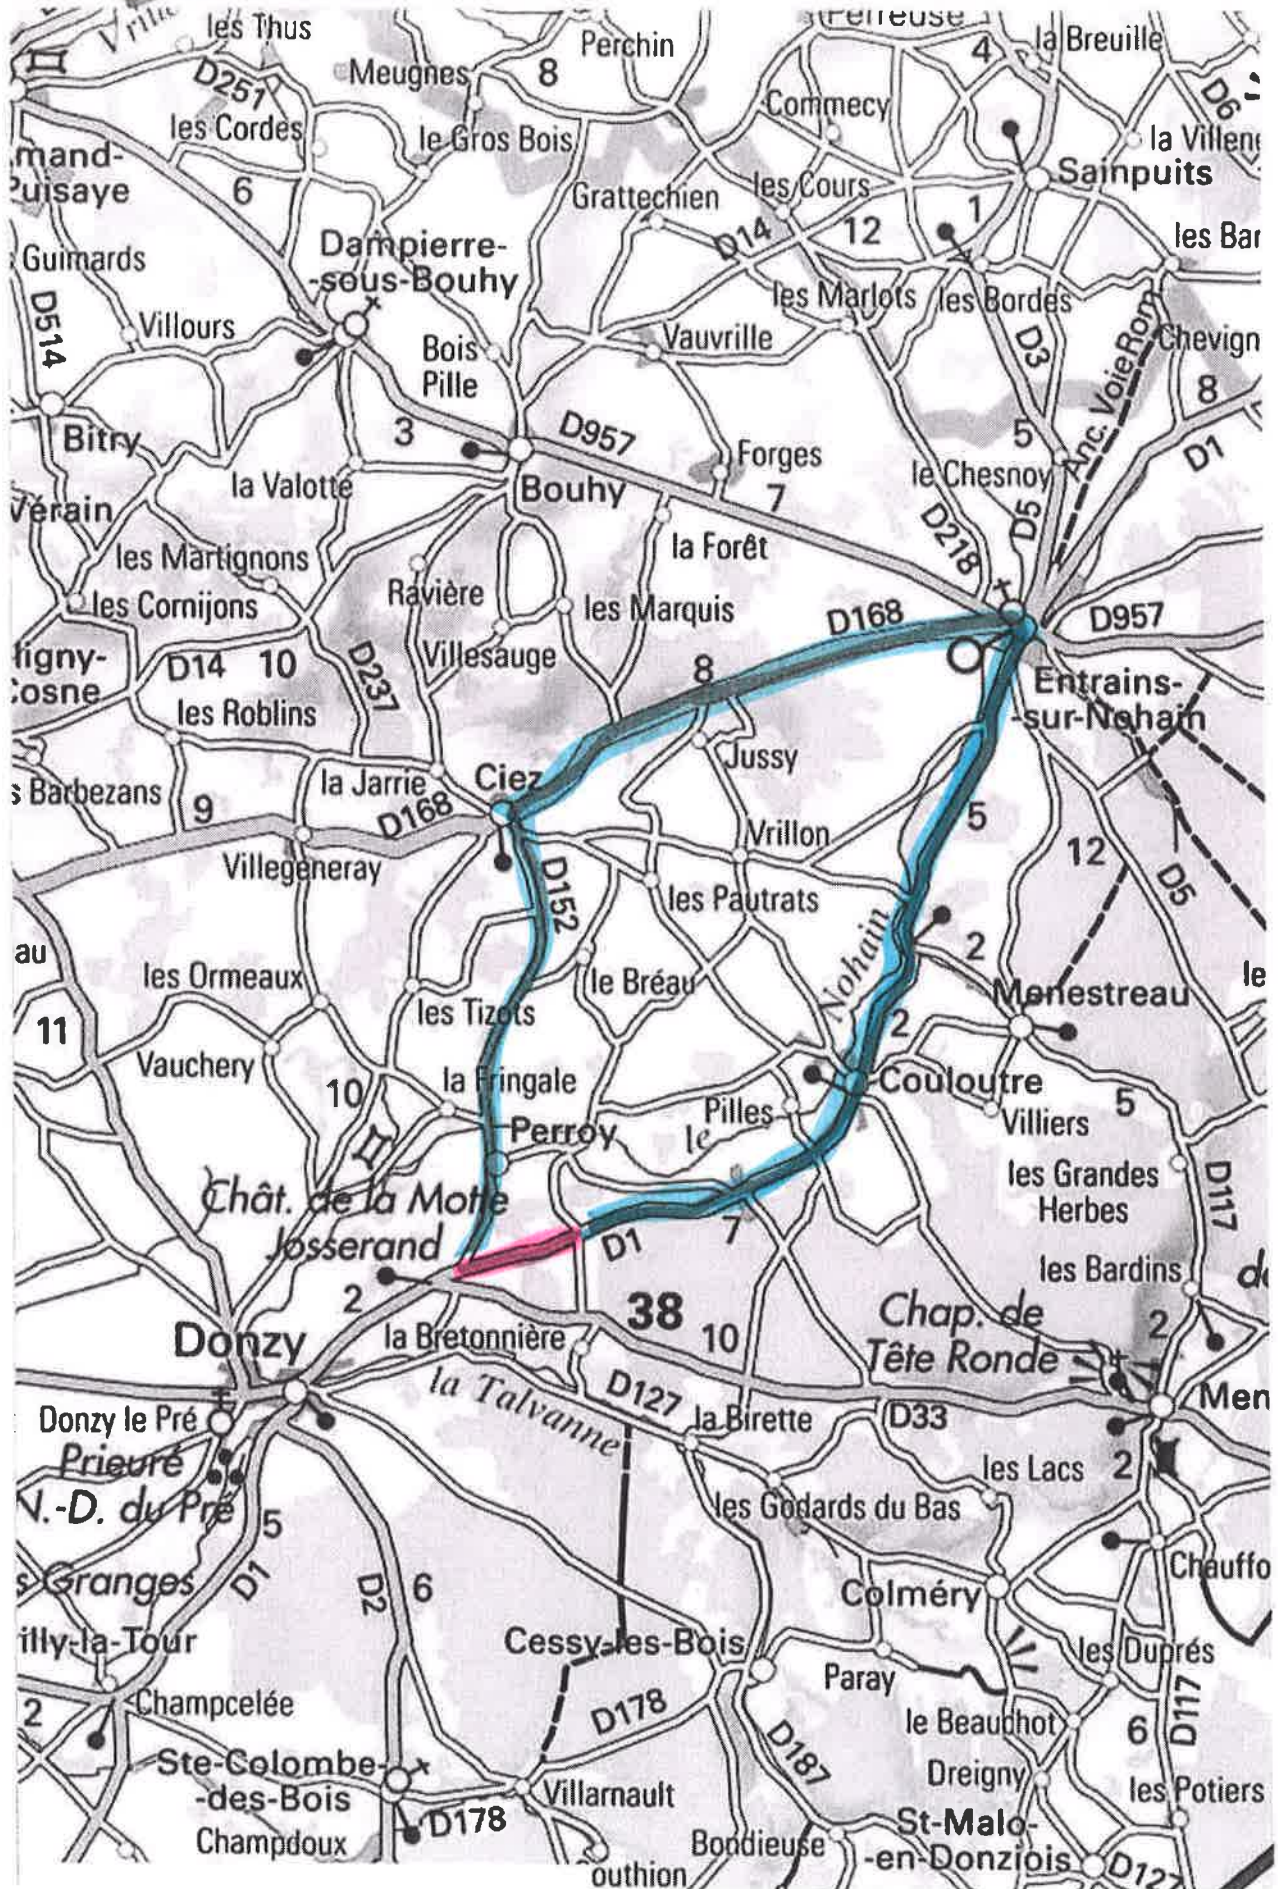 les Thus
Perchin
Perreuse
4
la Breuille
D251
Meugnes
8
Commecy
D6
les Cordes
le Gros Bois
la Villen
mand-
Puisaye
6
Grattechien
les Cours
Sainpuits
1
Dampierre-
-sous-Bouhy
D14
12
les Bar
Guimards
D514
Villours
les Marlots
les Bordes
Bois
Pille
Vauvrille
D3
Anc. Voie Rom
Chevign
8
Bitry
3
D957
5
D1
Forges
la Valotte
Bouhy
7
le Chesnoy
Vérain
D218
D5
la Forêt
les Martignons
Ravière
les Cornijons
les Marquis
D168
D957
ligny-
Cosne
D14
10
D237
Villesauge
8
Entrains-
-sur-Nohain
les Roblins
Jussy
la Jarrie
Ciez
s Barbezans
9
D168
5
Vrillon
12
Villegeneray
D152
les Pautrats
D5
au
Nohain
2
les Ormeaux
le Bréau
le
Menestreau
les Tizots
2
11
Vauchery
la Fringale
10
Couloutre
Pilles
5
Perroy
le
Villiers
les Grandes
Herbes
D117
Chât. de la Motte
Josserand
7
D1
les Bardins
2
38
Chap. de
Tête Ronde
2
Donzy
la Bretonnière
10
la Talvanne
D127
Men
Donzy le Pré
la Birette
D33
Prieuré
N.-D. du Pré
les Lacs
2
5
les Godards du Bas
s Granges
D1
D2
6
Chauffo
Colméry
illy-la-Tour
Cessy-les-Bois
les Duprés
Paray
2
Champcelée
D178
le Beauchot
6
D117
Ste-Colombe-
-des-Bois
D187
Dreigny
Villarnault
les Potiers
D178
Champdoux
Bondieuse
St-Malo-
-en-Donziois
D127
outhion